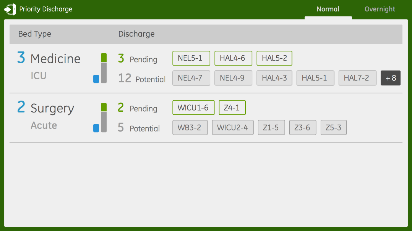 Priority Discharge Normal Overnight
Bed Type Discharge
3 Medicine 3 Pending NEL5-1 HAL4-6 HAL5-2
ICU 12 Potential NEL4-7 NEL4-9 HAL4-3 HAL5-1 HAL7-2 + 8
2 Surgery 2 Pending WICU1-6 Z4-1
Acute 5 Potential WB3-2 WICU2-4 Z1-5 Z3-6 Z5-3